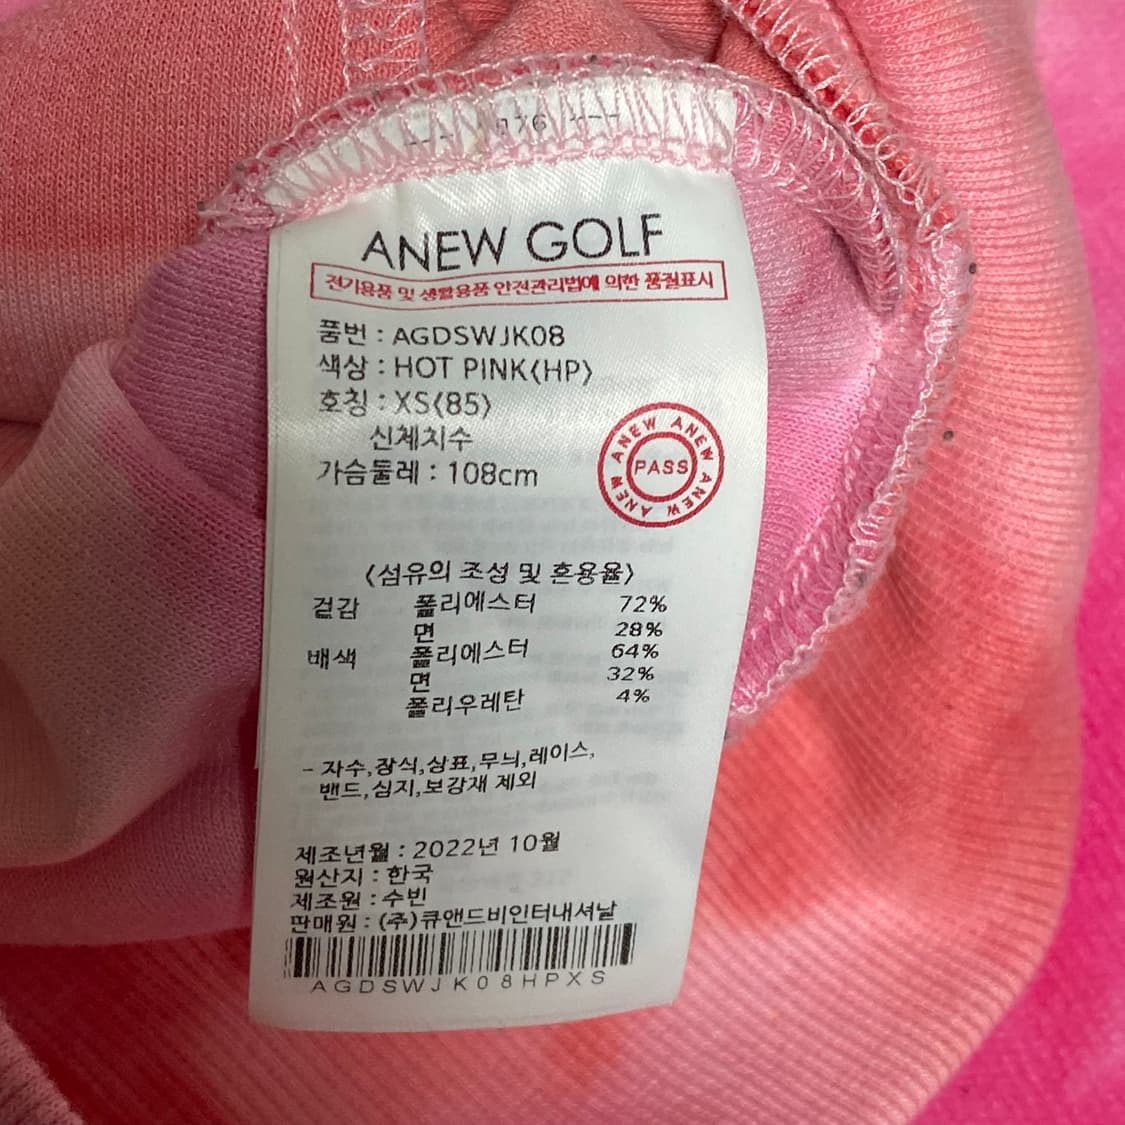 ANEW GOLF
전기용품 및 생활용품 안전관리법에 의한 품질표시
품번 : AGDSWJK08
색상 : HOT PINK(HP)
호칭 : XS(85)
신체치수
가슴둘레 : 108cm
ANEW ANEW ANEW ANEW
PASS
<섬유의 조성 및 혼용율>
겉감 폴리에스터 72%
면 28%
배색 폴리에스터 64%
면 32%
폴리우레탄 4%
- 자수,장식,상표,무늬,레이스,
밴드,심지,보강재 제외
제조년월 : 2022년 10월
원산지 : 한국
제조원 : 수빈
판매원 : (주)큐앤드비인터내셔날
AGDSWJK08HPXS